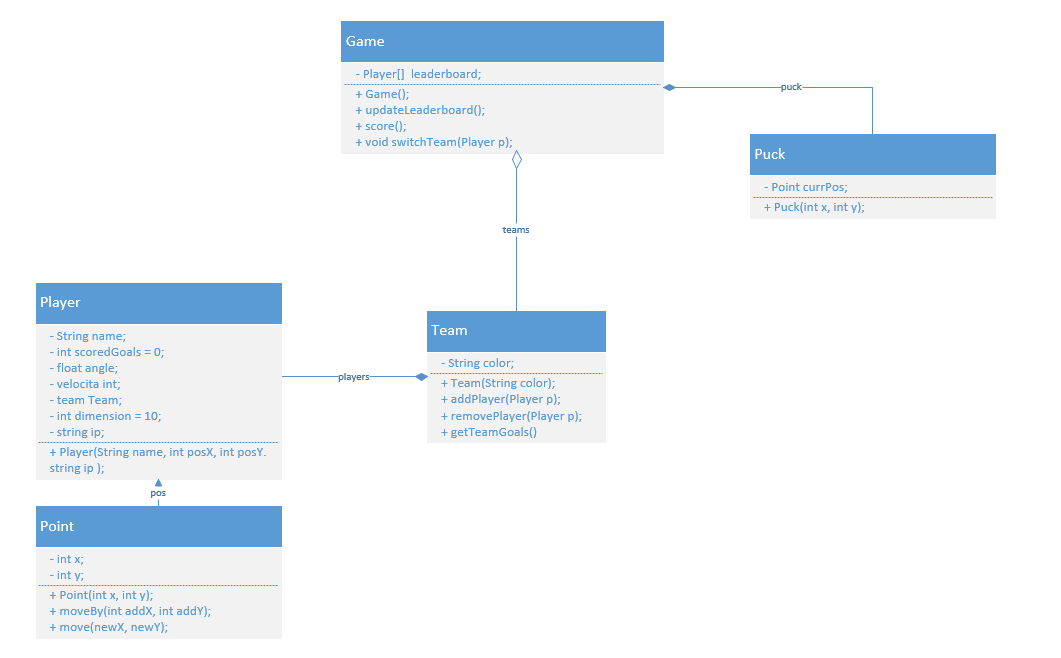 Game
- Player[] leaderboard;
+ Game();
+ updateLeaderboard();
+ score();
+ void switchTeam(Player p);
puck
Puck
- Point currPos;
+ Puck(int x, int y);
teams
Player
- String name;
- int scoredGoals = 0;
- float angle;
- velocita int;
- team Team;
- int dimension = 10;
- string ip;
+ Player(String name, int posX, int posY.
string ip );
players
Team
- String color;
+ Team(String color);
+ addPlayer(Player p);
+ removePlayer(Player p);
+ getTeamGoals()
pos
Point
- int x;
- int y;
+ Point(int x, int y);
+ moveBy(int addX, int addY);
+ move(newX, newY);